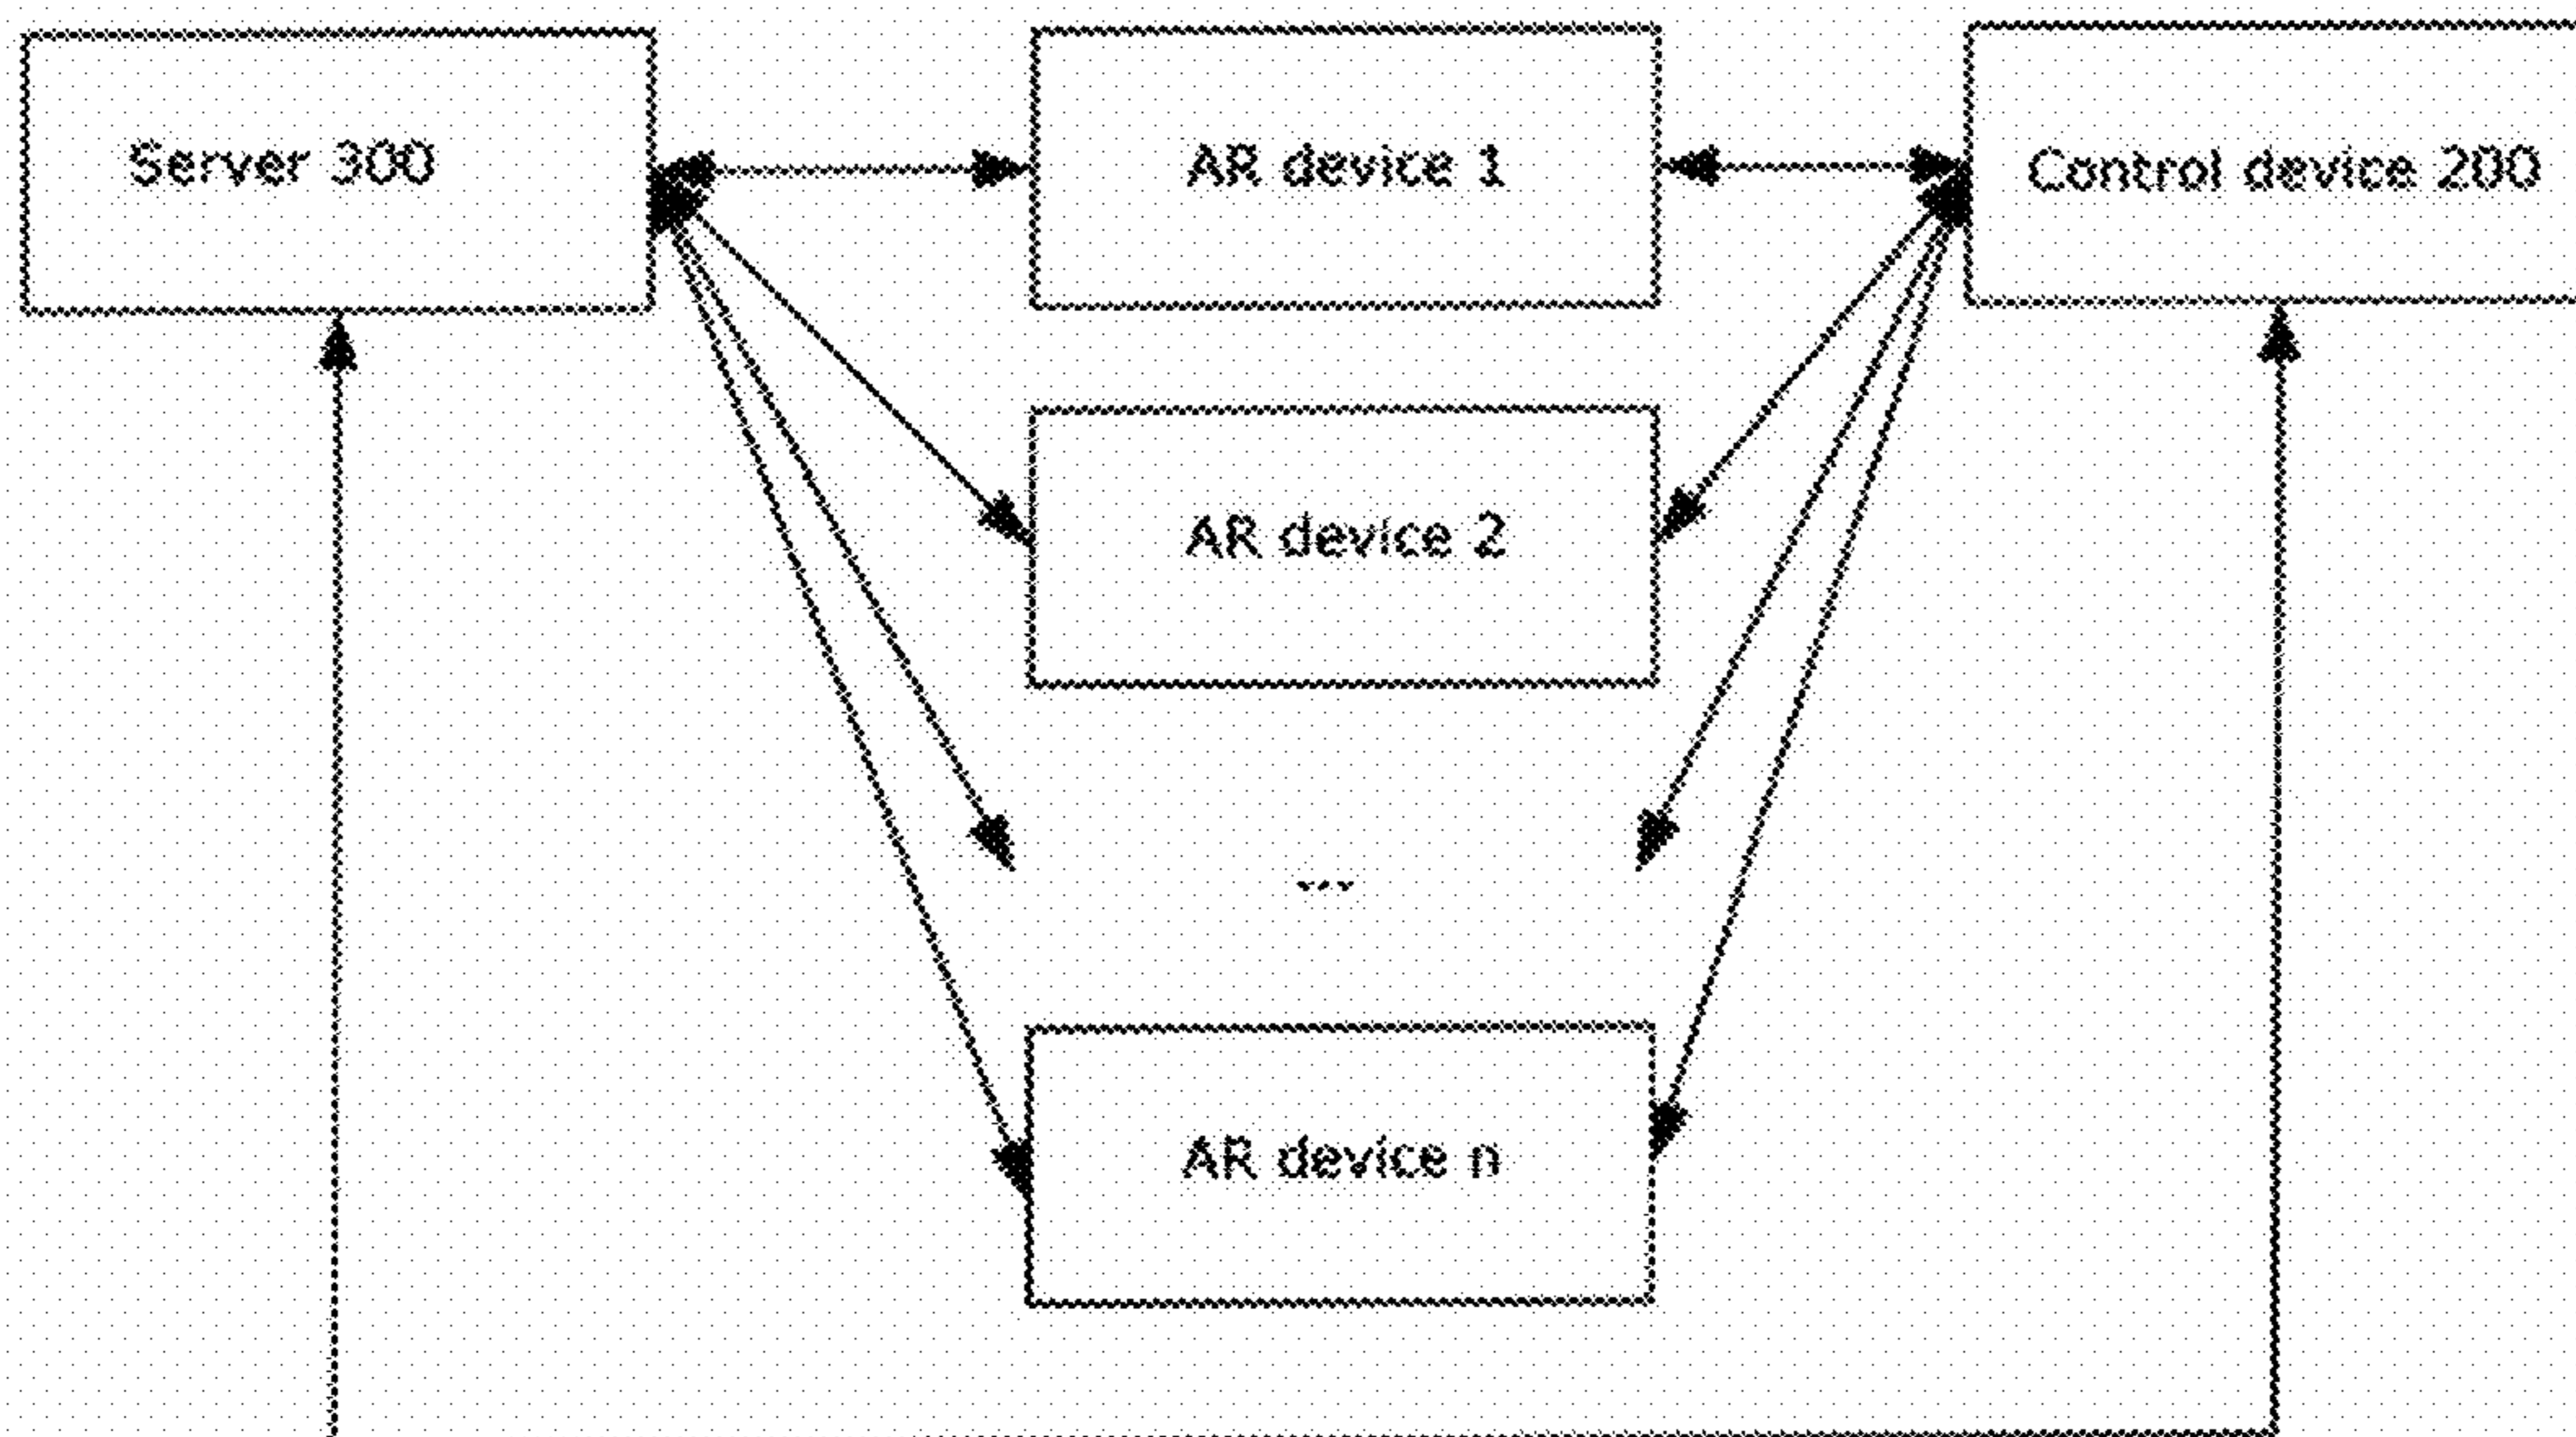 Server 300
AR device 1
Control device 200
AR device 2
...
AR device n